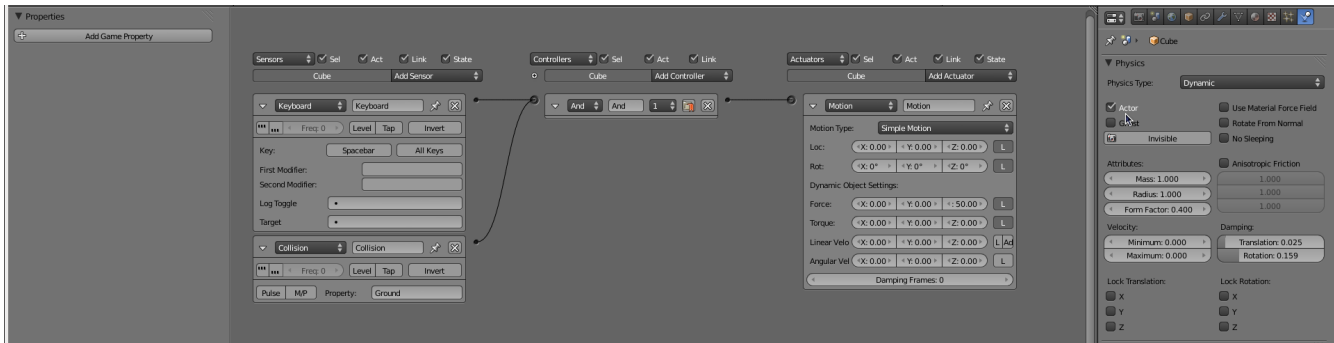 Properties
Add Game Property
Sensors Sel Act Link State
Cube Add Sensor
Keyboard Keyboard
Freq: 0 Level Tap Invert
Key: Spacebar All Keys
First Modifier:
Second Modifier:
Log Toggle
Target
Collision Collision
Freq: 0 Level Tap Invert
Pulse M/P Property: Ground
Controllers Sel Act Link
Cube Add Controller
And And 1
Actuators Sel Act Link State
Cube Add Actuator
Motion Motion
Motion Type: Simple Motion
Loc: X: 0.00 Y: 0.00 Z: 0.00 L
Rot: X: 0° Y: 0° Z: 0° L
Dynamic Object Settings:
Force: X: 0.00 Y: 0.00 : 50.00 L
Torque: X: 0.00 Y: 0.00 Z: 0.00 L
Linear Velo X: 0.00 Y: 0.00 Z: 0.00 L Ad
Angular Vel X: 0.00 Y: 0.00 Z: 0.00 L
Damping Frames: 0
Cube
Physics
Physics Type: Dynamic
Actor Use Material Force Field
Rotate From Normal
Invisible No Sleeping
Attributes: Anisotropic Friction
Mass: 1.000 1.000
Radius: 1.000 1.000
Form Factor: 0.400 1.000
Velocity: Damping:
Minimum: 0.000 Translation: 0.025
Maximum: 0.000 Rotation: 0.159
Lock Translation: Lock Rotation:
X X
Y Y
Z Z